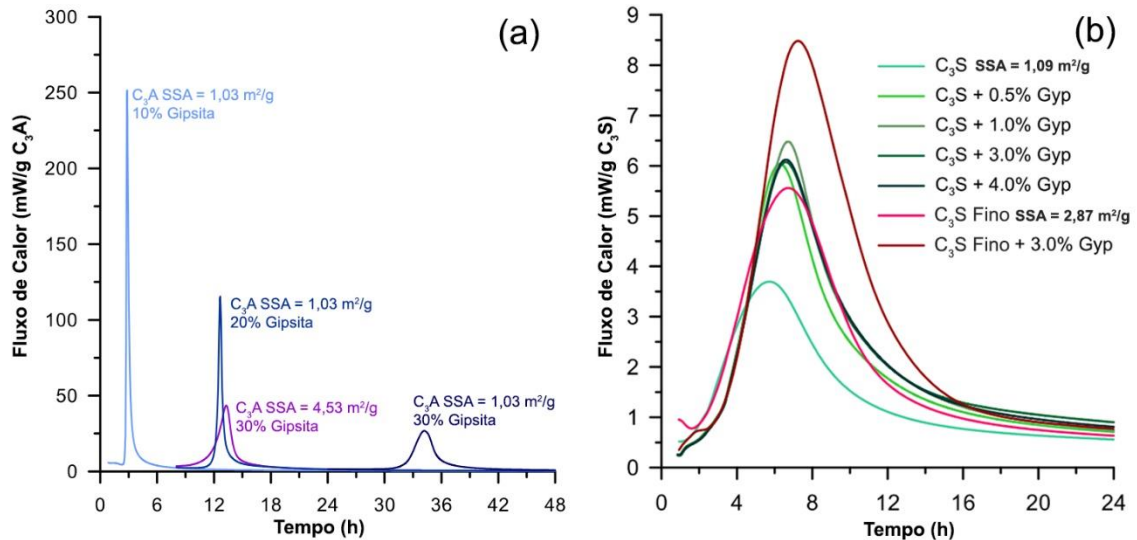 (a)
Fluxo de Calor (mW/g C₃A)
300
250
200
150
100
50
0
C₃A SSA = 1,03 m²/g
10% Gipsita
C₃A SSA = 1,03 m²/g
20% Gipsita
C₃A SSA = 4,53 m²/g
30% Gipsita
C₃A SSA = 1,03 m²/g
30% Gipsita
0 6 12 18 24 30 36 42 48
Tempo (h)
(b)
Fluxo de Calor (mW/g C₃S)
9
8
7
6
5
4
3
2
1
0
C₃S SSA = 1,09 m²/g
C₃S + 0.5% Gyp
C₃S + 1.0% Gyp
C₃S + 3.0% Gyp
C₃S + 4.0% Gyp
C₃S Fino SSA = 2,87 m²/g
C₃S Fino + 3.0% Gyp
0 4 8 12 16 20 24
Tempo (h)